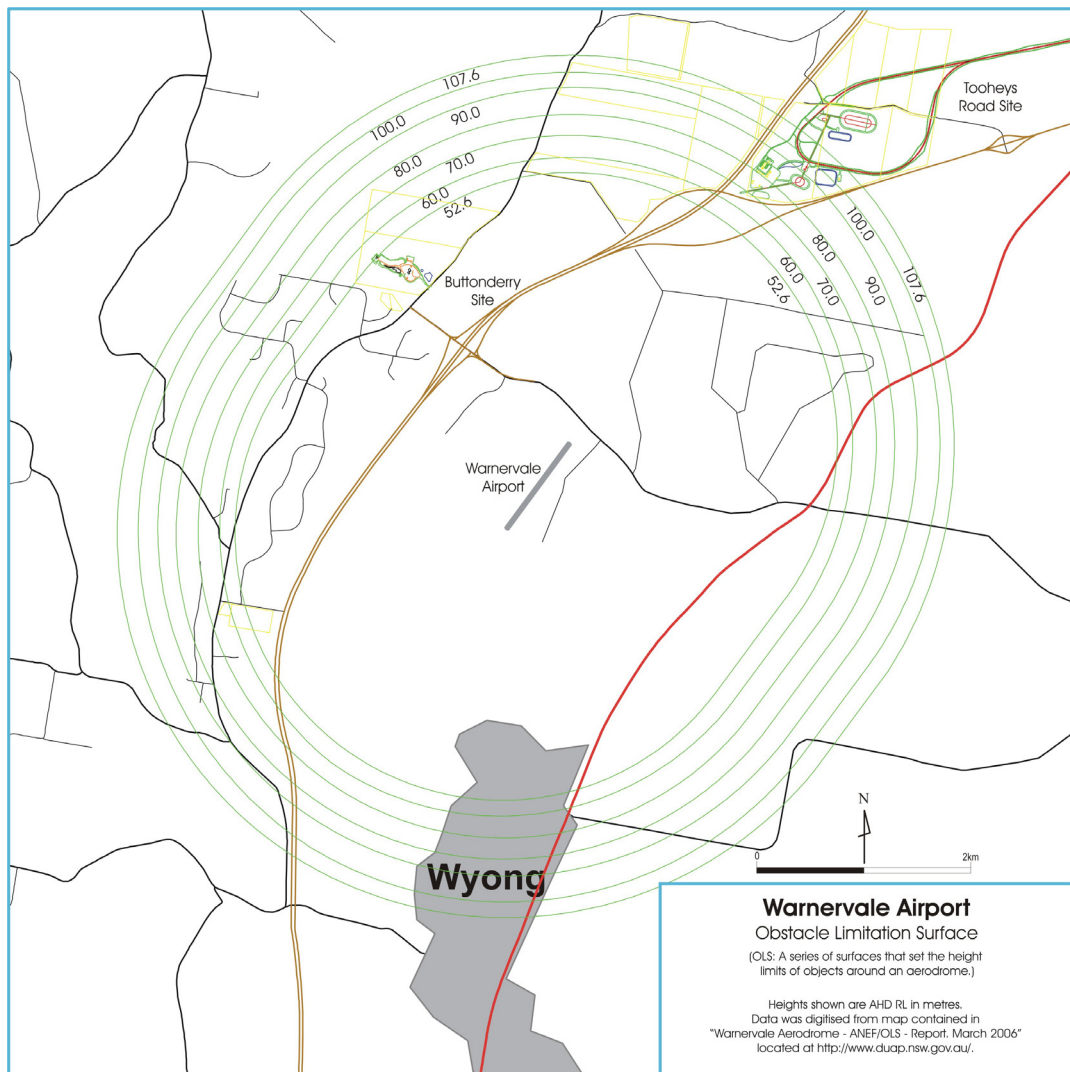 107.6
100.0
90.0
80.0
70.0
60.0
52.6
Tooheys
Road Site
100.0
80.0
107.6
60.0
90.0
52.6
70.0
Buttonderry
Site
Warnervale
Airport
Wyong
N
0
2km
Warnervale Airport
Obstacle Limitation Surface
(OLS: A series of surfaces that set the height
limits of objects around an aerodrome.)
Heights shown are AHD RL in metres.
Data was digitised from map contained in
"Warnervale Aerodrome - ANEF/OLS - Report. March 2006"
located at http://www.duap.nsw.gov.au/.